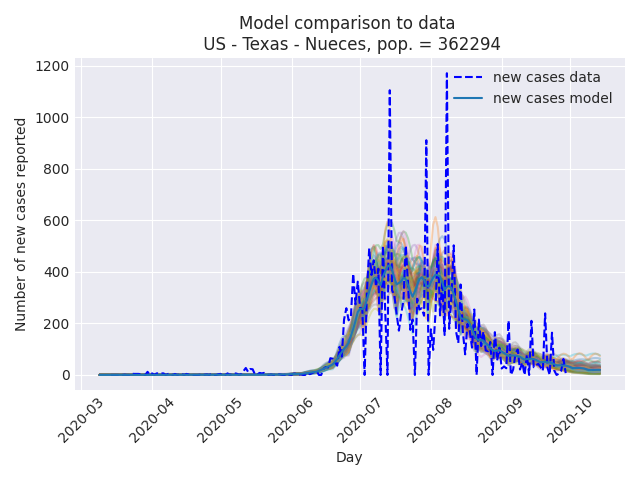 Model comparison to data
US - Texas - Nueces, pop. = 362294
new cases data
new cases model
Number of new cases reported
1200
1000
800
600
400
200
0
2020-03
2020-04
2020-05
2020-06
2020-07
2020-08
2020-09
2020-10
Day